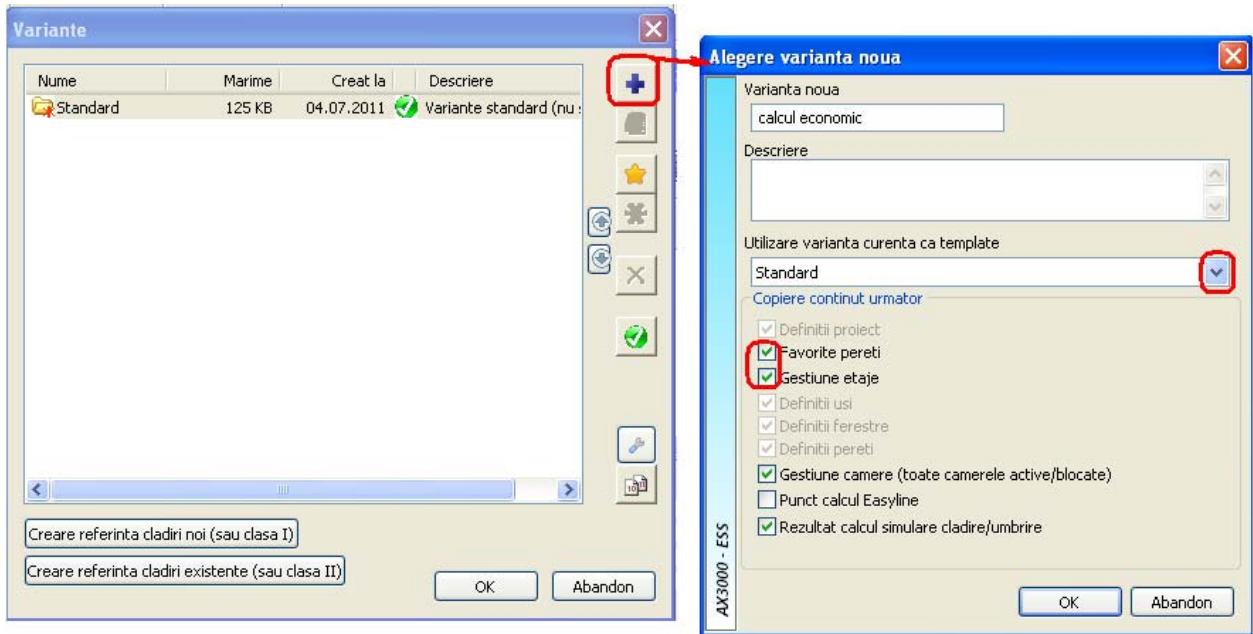 Variante
Nume Marime Creat la Descriere
Standard 125 KB 04.07.2011 Variante standard (nu
Creare referinta cladiri noi (sau clasa I)
Creare referinta cladiri existente (sau clasa II)
OK Abandon
Alegere varianta noua
Varianta noua
calcul economic
Descriere
Utilizare varianta curenta ca template
Standard
Copiere continut urmator
Definitii proiect
Favorite pereti
Gestiune etaje
Definitii usi
Definitii ferestre
Definitii pereti
Gestiune camere (toate camerele active/blocate)
Punct calcul Easyline
Rezultat calcul simulare cladire/umbrire
AX3000 - ESS
OK Abandon